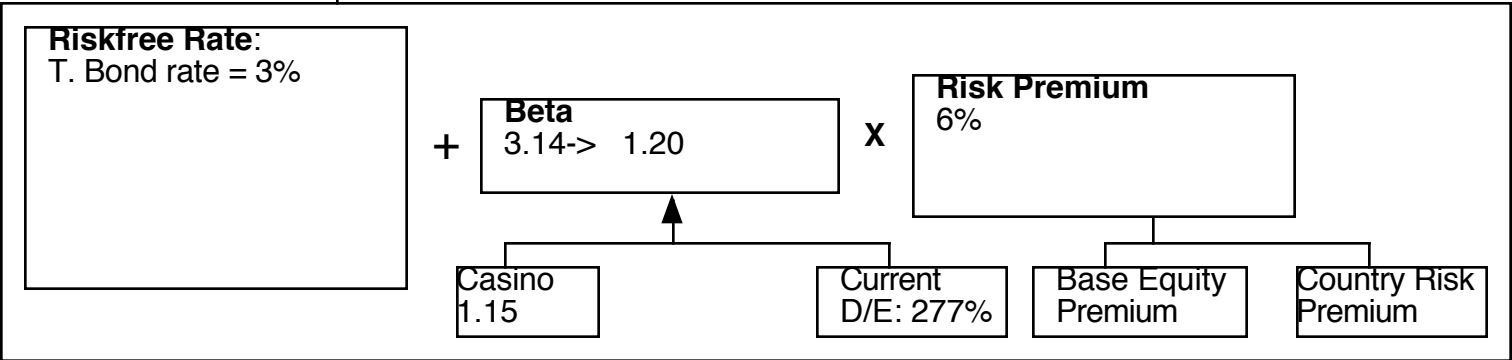 Riskfree Rate:
T. Bond rate = 3%
+
Beta
3.14-> 1.20
X
Risk Premium
6%
Casino
1.15
Current
D/E: 277%
Base Equity
Premium
Country Risk
Premium